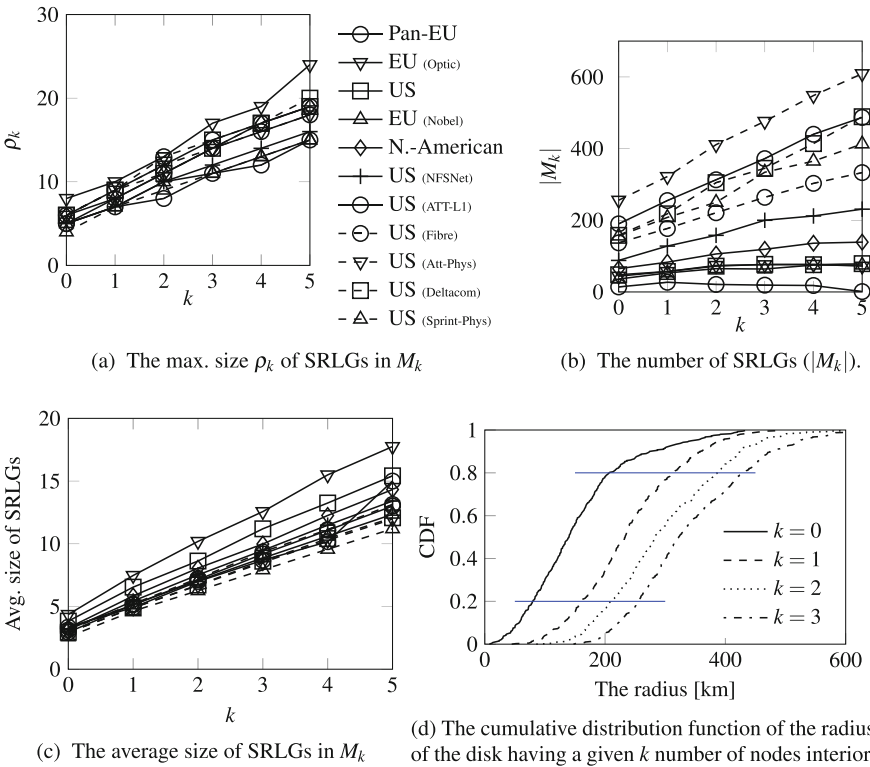 30
20
10
0
0 1 2 3 4 5
ρk
k
Pan-EU
EU (Optic)
US
EU (Nobel)
N.-American
US (NFSNet)
US (ATT-L1)
US (Fibre)
US (Att-Phys)
US (Deltacom)
US (Sprint-Phys)
(a) The max. size ρk of SRLGs in Mk
600
400
200
0
0 1 2 3 4 5
|Mk|
k
(b) The number of SRLGs (|Mk|).
20
15
10
5
0
0 1 2 3 4 5
Avg. size of SRLGs
k
(c) The average size of SRLGs in Mk
1
0.8
0.6
0.4
0.2
0
0 200 400 600
CDF
k = 0
k = 1
k = 2
k = 3
The radius [km]
(d) The cumulative distribution function of the radius
of the disk having a given k number of nodes interior